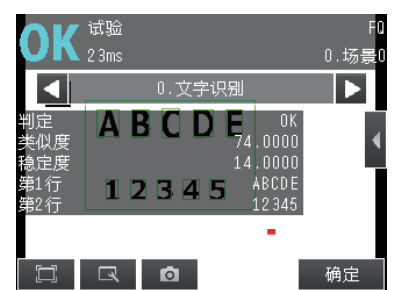 OK 试验 FQ
23ms 0.场景0
0.文字识别
判定 OK
类似度 74.0000
稳定度 14.0000
第1行 ABCDE
第2行 12345
A B C D E
1 2 3 4 5
确定